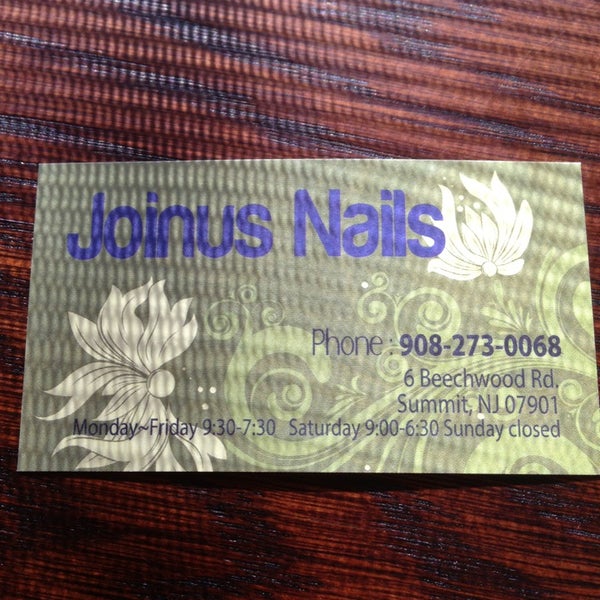 Joinus Nails
Phone : 908-273-0068
6 Beechwood Rd.
Summit, NJ 07901
Monday~Friday 9:30-7:30 Saturday 9:00-6:30 Sunday closed